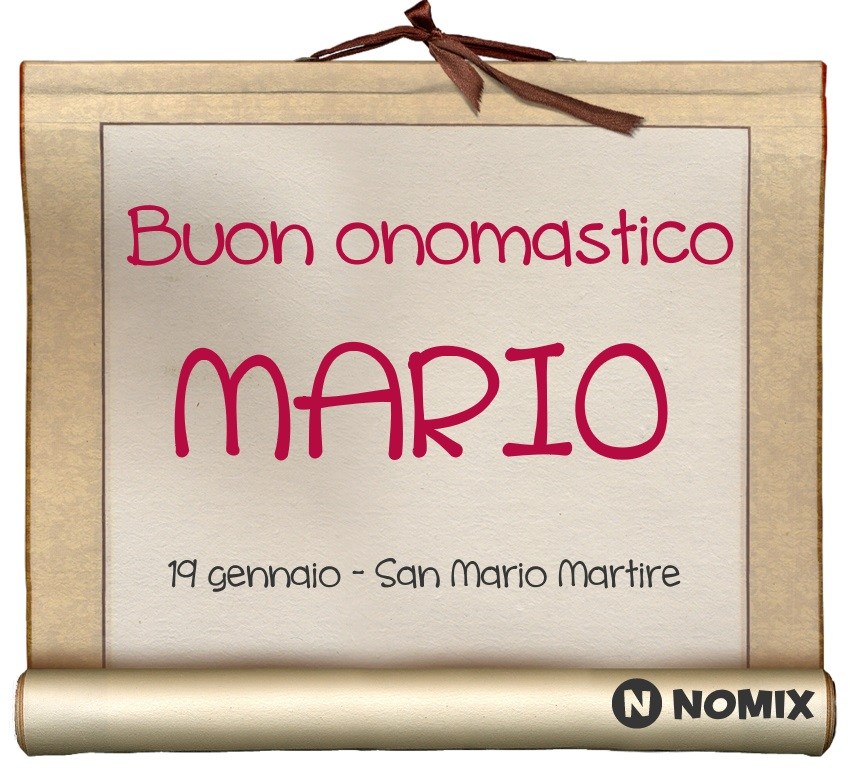 Buon onomastico
MARIO
19 gennaio - San Mario Martire
N NOMIX